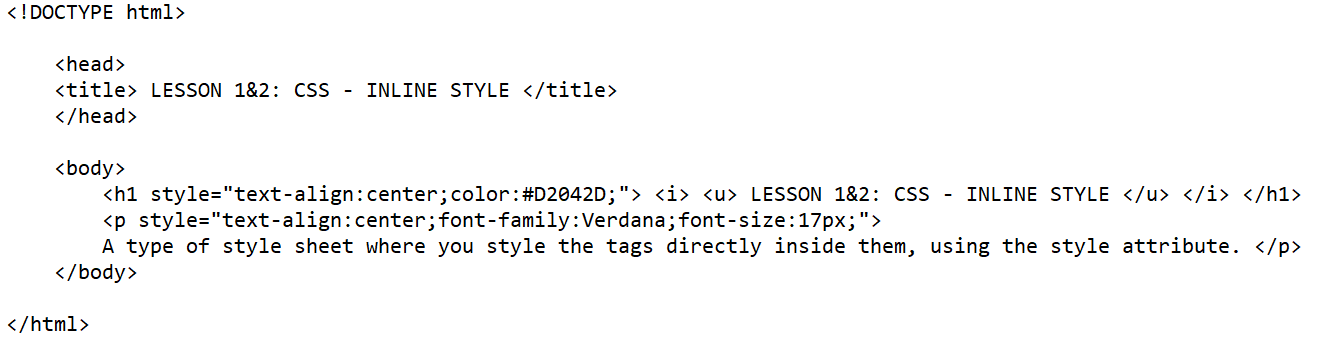 <!DOCTYPE html>
<head>
<title> LESSON 1&2: CSS - INLINE STYLE </title>
</head>
<body>
<h1 style="text-align:center;color:#D2042D;"> <i> <u> LESSON 1&2: CSS - INLINE STYLE </u> </i> </h1>
<p style="text-align:center;font-family:Verdana;font-size:17px;">
A type of style sheet where you style the tags directly inside them, using the style attribute. </p>
</body>
</html>